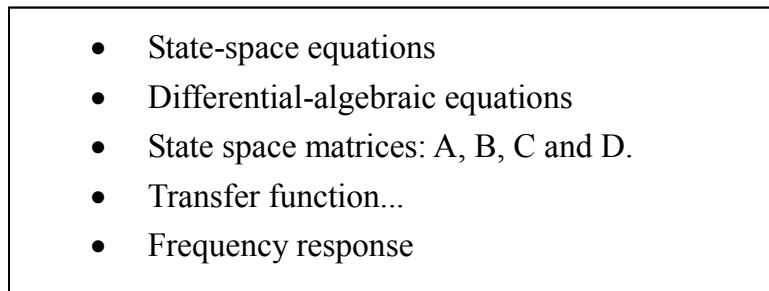 • State-space equations
• Differential-algebraic equations
• State space matrices: A, B, C and D.
• Transfer function...
• Frequency response